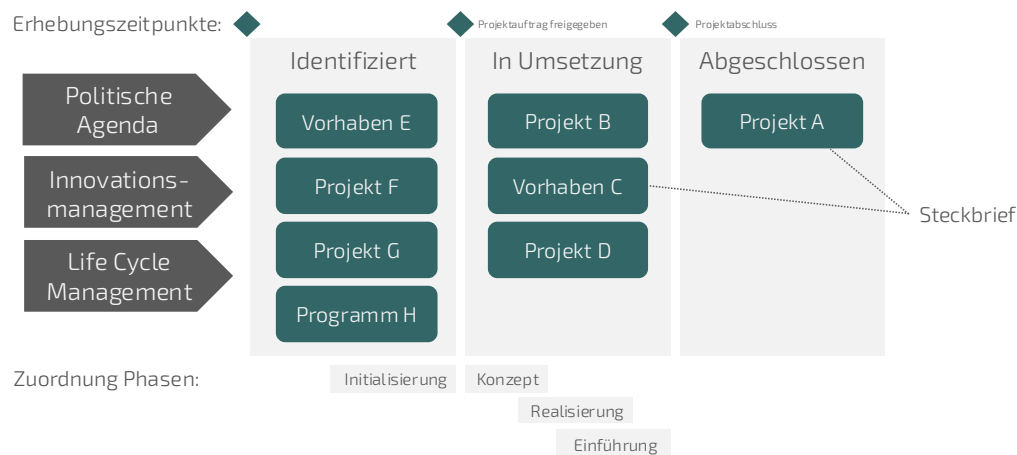 Erhebungszeitpunkte:
Projektauftrag freigegeben
Projektabschluss
Identifiziert
In Umsetzung
Abgeschlossen
Politische
Agenda
Innovations-
management
Life Cycle
Management
Vorhaben E
Projekt F
Projekt G
Programm H
Projekt B
Vorhaben C
Projekt D
Projekt A
Steckbrief
Zuordnung Phasen:
Initialisierung
Konzept
Realisierung
Einführung